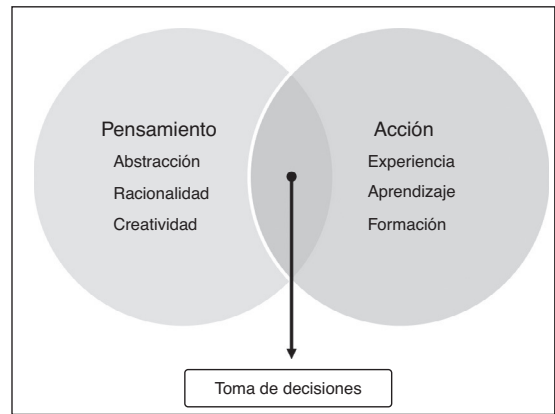 Pensamiento
Abstracción
Racionalidad
Creatividad
Acción
Experiencia
Aprendizaje
Formación
Toma de decisiones